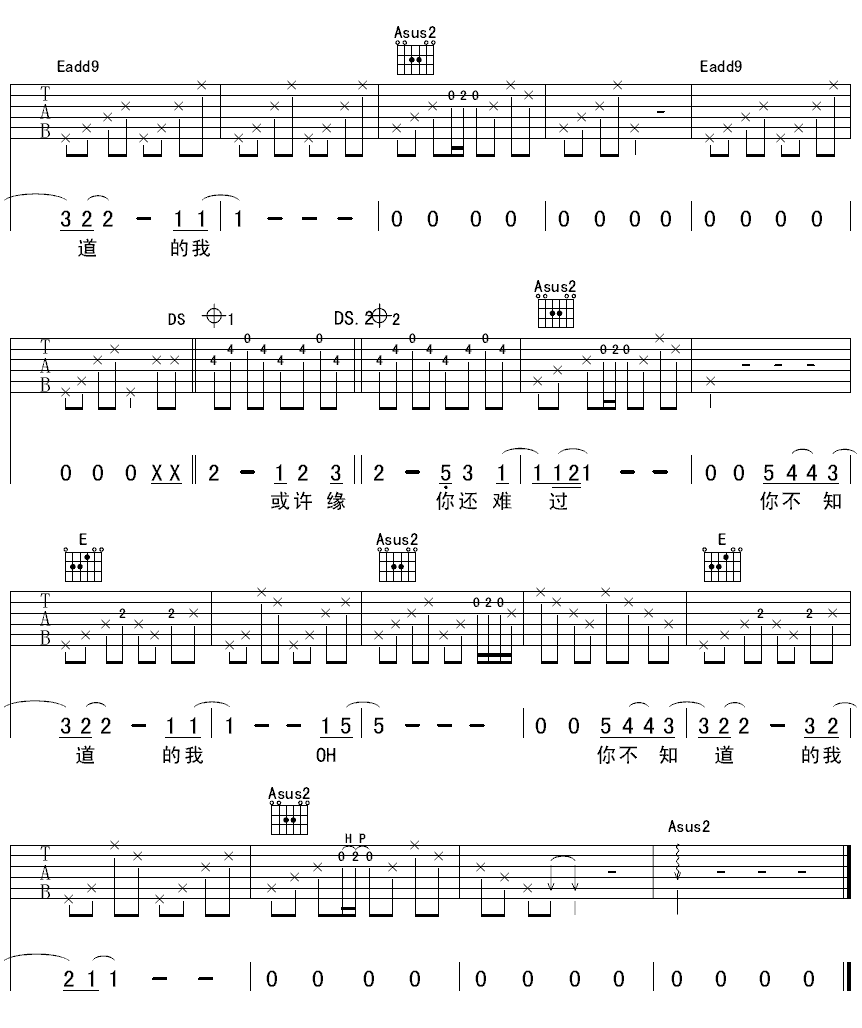 Eadd9 Asus2 Eadd9
T A B 0 2 0
3 2 2 - 1 1 | 1 - - - | 0 0 0 0 | 0 0 0 0 | 0 0 0 0
道 的我
DS 1 DS.2 2 Asus2
T A B 4 4 0 4 4 4 0 4 4 4 0 4 4 4 0 4 0 2 0
0 0 0 X X || 2 - 1 2 3 || 2 - 5 3 1 | 1 1 2 1 - - | 0 0 5 4 4 3
或许 缘 你还 难 过 你不 知
E Asus2 E
T A B 2 2 0 2 0 2 2
3 2 2 - 1 1 | 1 - - 1 5 | 5 - - - | 0 0 5 4 4 3 | 3 2 2 - 3 2
道 的我 OH 你不 知 道 的我
Asus2 Asus2
H P
T A B 0 2 0
2 1 1 - - | 0 0 0 0 | 0 0 0 0 | 0 0 0 0